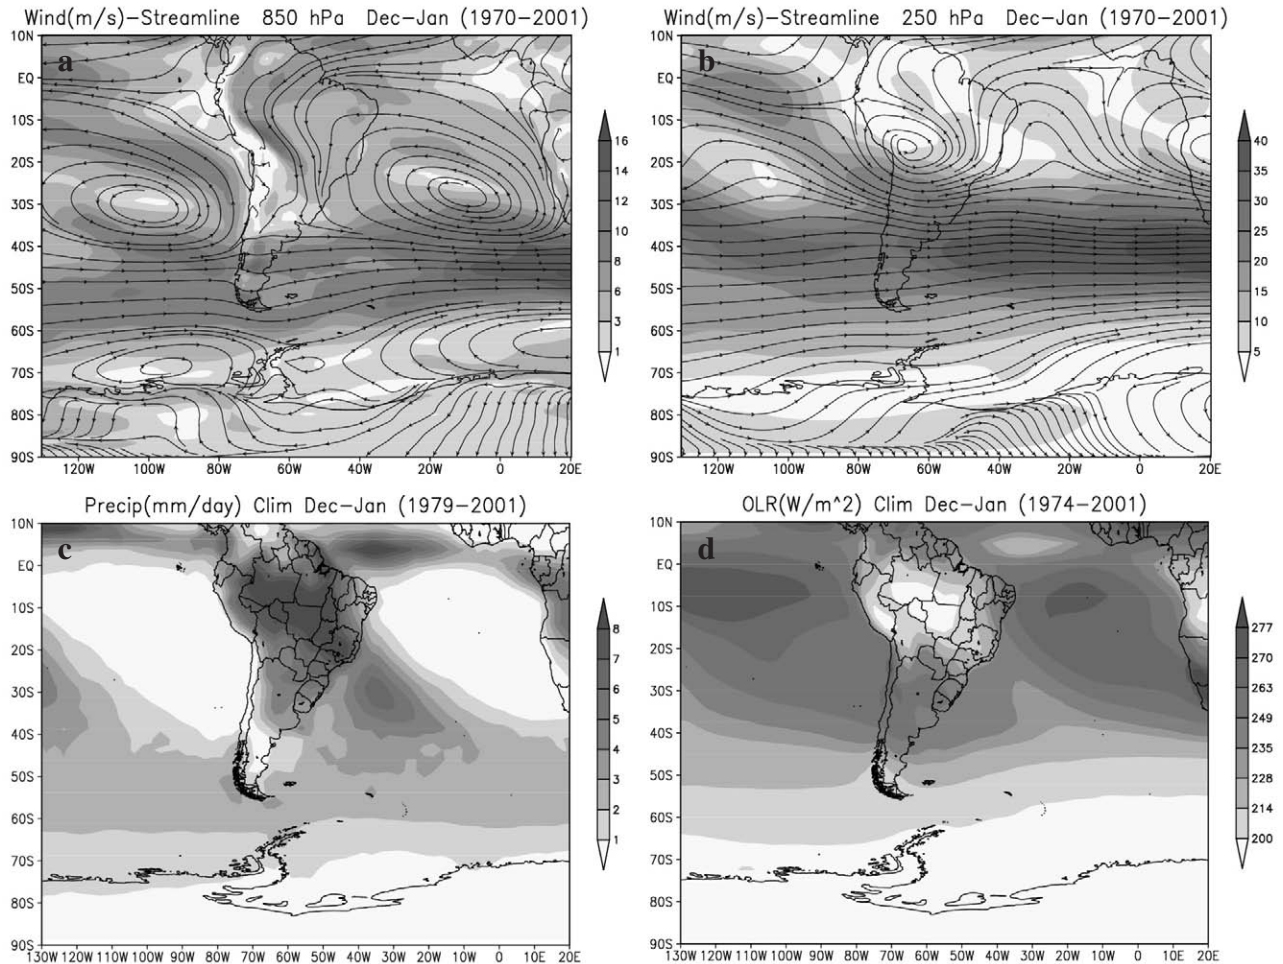 Wind(m/s)-Streamline 850 hPa Dec-Jan (1970-2001)
a
10N
EQ
10S
20S
30S
40S
50S
60S
70S
80S
90S
120W 100W 80W 60W 40W 20W 0 20E
16
14
12
10
8
6
3
1
Wind(m/s)-Streamline 250 hPa Dec-Jan (1970-2001)
b
10N
EQ
10S
20S
30S
40S
50S
60S
70S
80S
90S
120W 100W 80W 60W 40W 20W 0 20E
40
35
30
25
20
15
10
5
Precip(mm/day) Clim Dec-Jan (1979-2001)
c
10N
EQ
10S
20S
30S
40S
50S
60S
70S
80S
90S
130W 120W 110W 100W 90W 80W 70W 60W 50W 40W 30W 20W 10W 0 10E 20E
8
7
6
5
4
3
2
1
OLR(W/m^2) Clim Dec-Jan (1974-2001)
d
10N
EQ
10S
20S
30S
40S
50S
60S
70S
80S
90S
130W 120W 110W 100W 90W 80W 70W 60W 50W 40W 30W 20W 10W 0 10E 20E
277
270
263
249
235
228
214
200